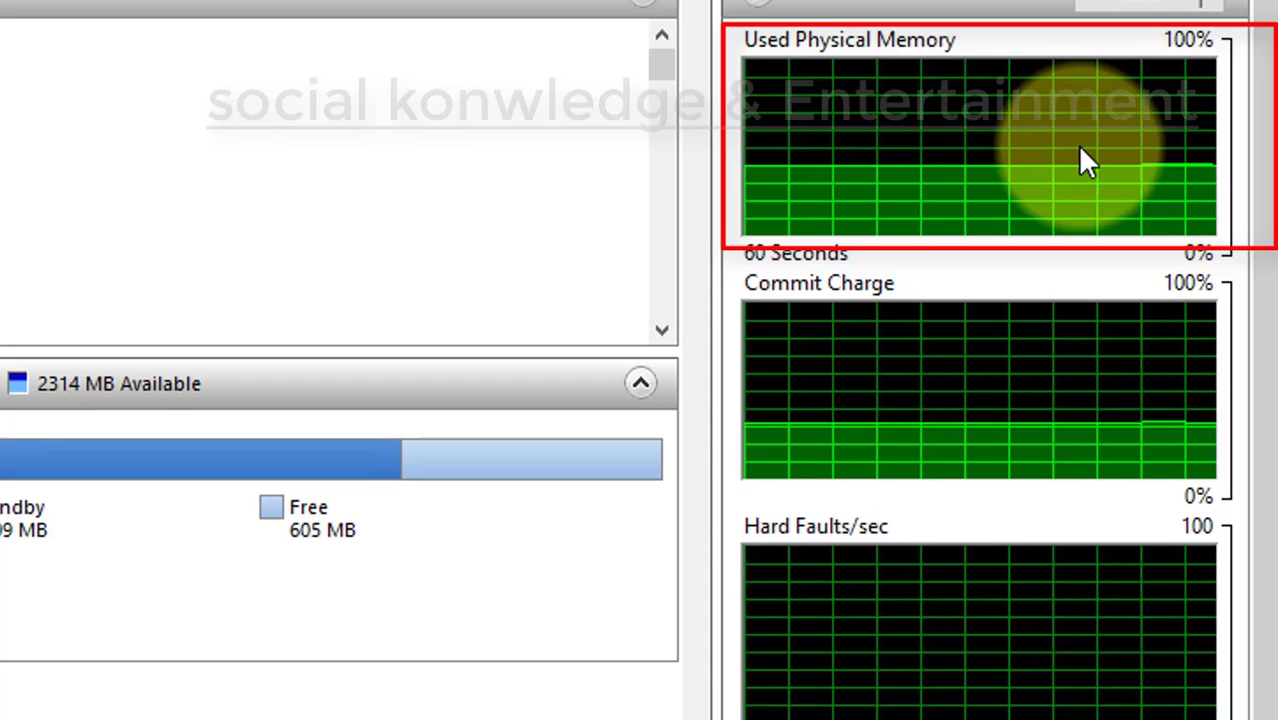 Used Physical Memory 100%
social konwledge & Entertainment
60 Seconds 0%
Commit Charge 100%
2314 MB Available
0%
ndby
Free
9 MB
605 MB
Hard Faults/sec 100